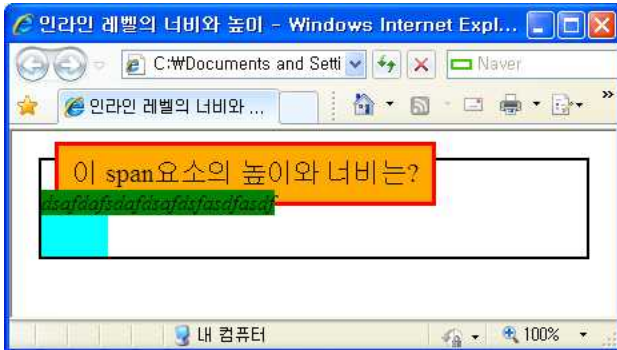 인라인 레벨의 너비와 높이 - Windows Internet Expl...
C:₩Documents and Setti
Naver
인라인 레벨의 너비와 ...
»
이 span요소의 높이와 너비는?
dsafdafsdafdsafdsfasdfasdf
내 컴퓨터
100%